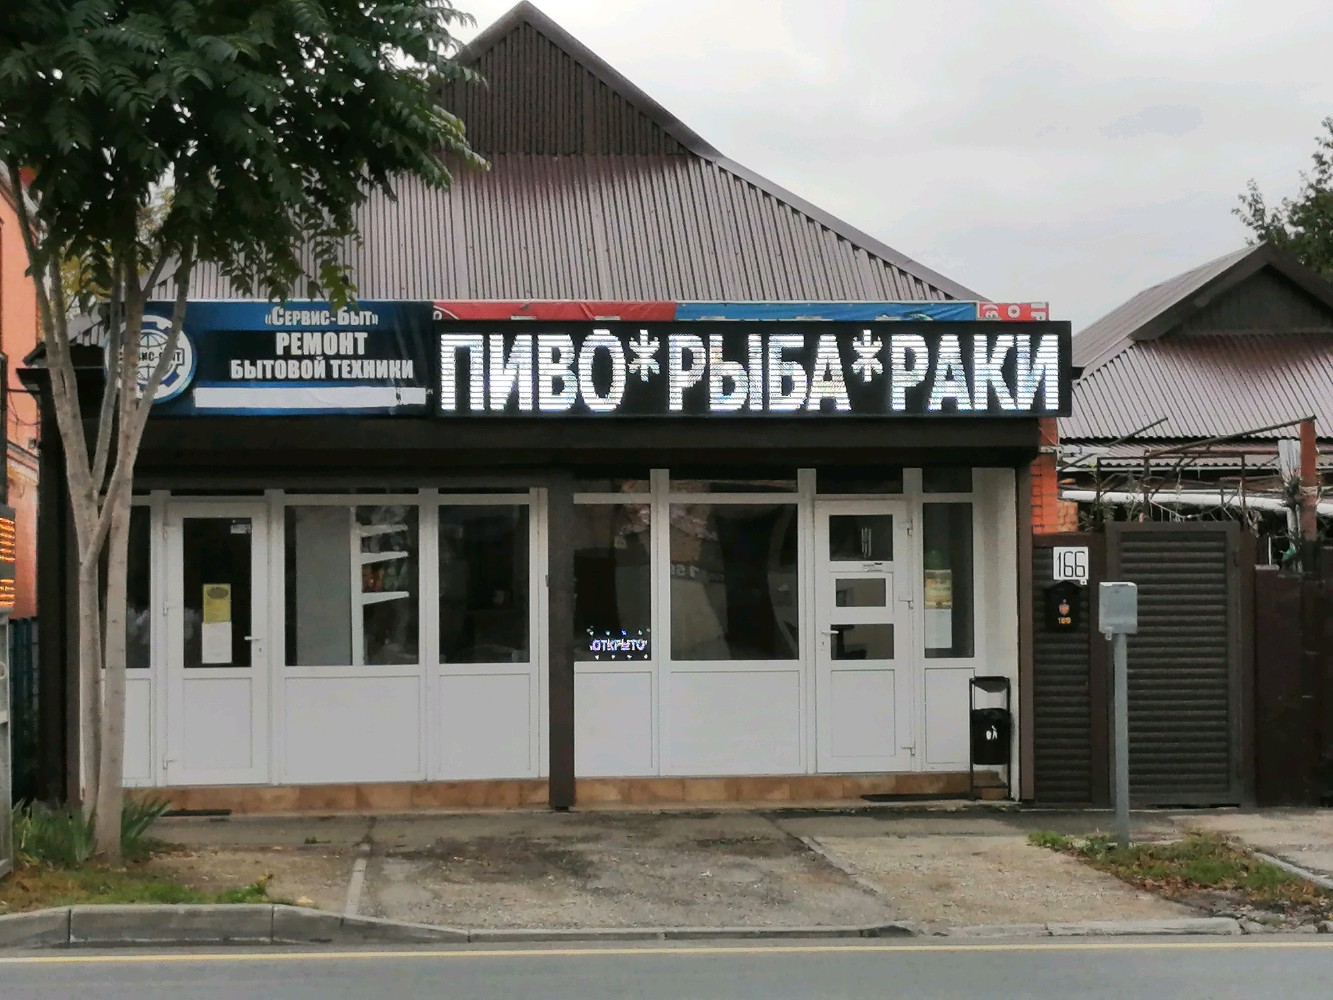 «СЕРВИС-БЫТ»
РЕМОНТ
БЫТОВОЙ ТЕХНИКИ
ПИВО*РЫБА*РАКИ
ОТКРЫТО
166